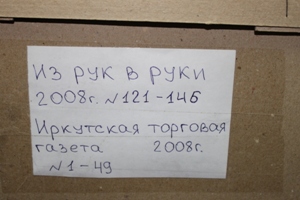 Из рук в руки
2008г. №121-146
Иркутская торговая
газета 2008г.
№1-49